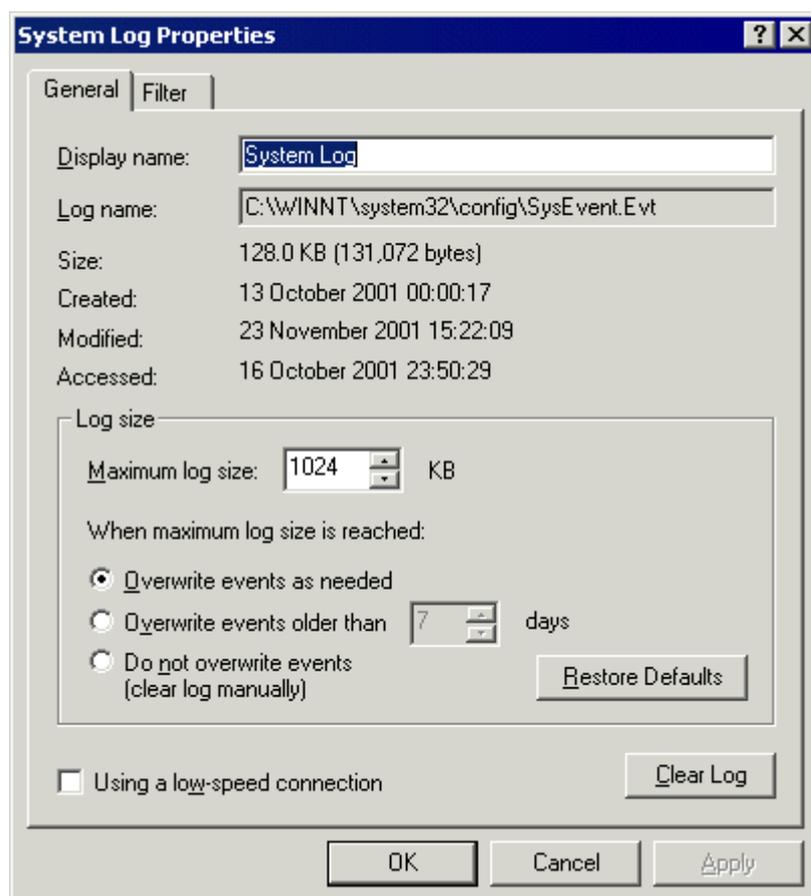 System Log Properties
General Filter
Display name: System Log
Log name: C:\WINNT\system32\config\SysEvent.Evt
Size: 128.0 KB (131,072 bytes)
Created: 13 October 2001 00:00:17
Modified: 23 November 2001 15:22:09
Accessed: 16 October 2001 23:50:29
Log size
Maximum log size: 1024 KB
When maximum log size is reached:
Overwrite events as needed
Overwrite events older than 7 days
Do not overwrite events
(clear log manually)
Restore Defaults
Using a low-speed connection
Clear Log
OK Cancel Apply